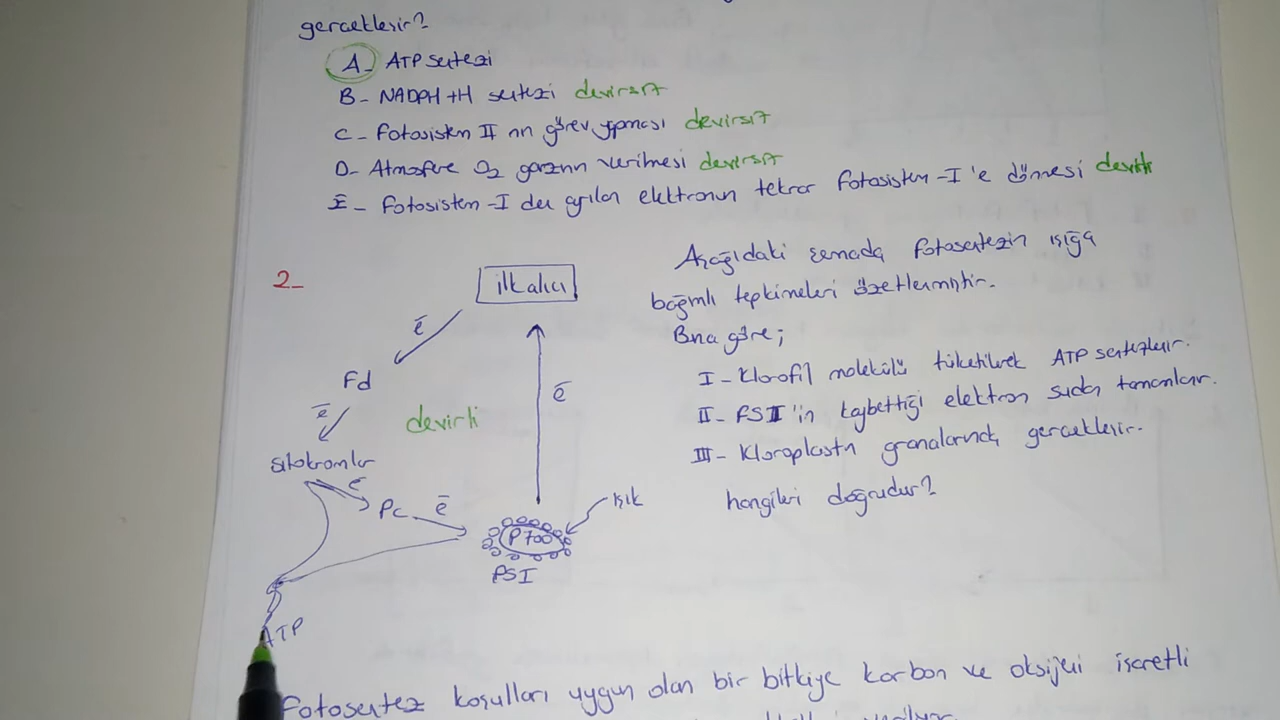 gerçekleşir?
A- ATP sentezi
B- NADPH+H sentezi devirsiz
C- Fotosistem II nin görev yapması devirsiz
D- Atmofere O2 gazının verilmesi devirsiz
E- Fotosistem-I den ayrılan elektronun tekrar Fotosistem-I'e dönmesi devirli
2-
ilk alıcı
ē
Fd
ē
devirli
ē
Sitokromlar
ē
Pc
ē
ışık
P700
PSI
ATP
Aşağıdaki şemada fotosentezin ışığa
bağımlı tepkimeleri özetlenmiştir.
Buna göre;
I- Klorofil molekülü tüketilerek ATP sentezlenir.
II- FSI'in kaybettiği elektron sudan tamamlanır.
III- Kloroplastın granalarında gerçekleşir.
hangileri doğrudur?
Fotosentez koşulları uygun olan bir bitkiye karbon ve oksijeni işaretli